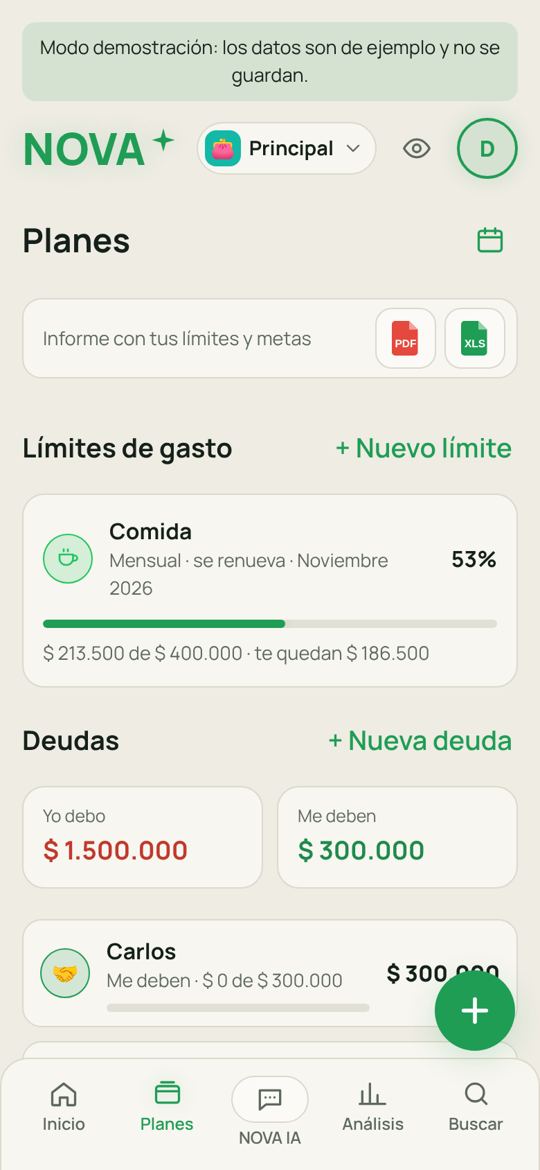 Modo demostración: los datos son de ejemplo y no se
guardan.
NOVA
Principal
D
Planes
Informe con tus límites y metas
PDF
XLS
Límites de gasto
+ Nuevo límite
Comida
Mensual · se renueva · Noviembre
2026
53%
$ 213.500 de $ 400.000 · te quedan $ 186.500
Deudas
+ Nueva deuda
Yo debo
$ 1.500.000
Me deben
$ 300.000
Carlos
Me deben · $ 0 de $ 300.000
$ 300.000
Inicio
Planes
NOVA IA
Análisis
Buscar